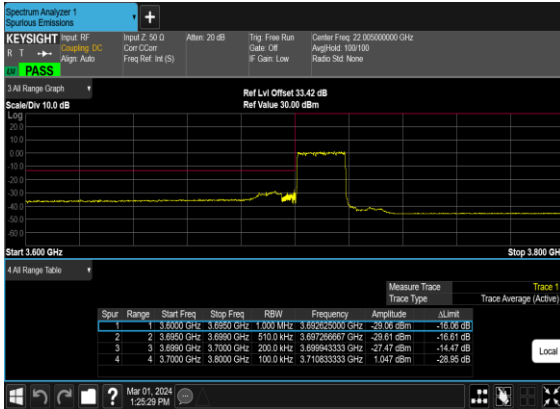 Spectrum Analyzer 1
Spurious Emissions
+
KEYSIGHT Input: RF Input Z: 50 Ω Atten: 20 dB Trig: Free Run Center Freq: 22.005000000 GHz
R T Coupling: DC Corr CCorr Gate: Off Avg|Hold: 100/100
Align: Auto Freq Ref: Int (S) IF Gain: Low Radio Std: None
PASS
3 All Range Graph
Ref Lvl Offset 33.42 dB
Scale/Div 10.0 dB Ref Value 30.00 dBm
Log
20.0
10.0
0.00
-10.0
-20.0
-30.0
-40.0
-50.0
-60.0
Start 3.600 GHz Stop 3.800 GH
4 All Range Table
Measure Trace Trace 1
Trace Type Trace Average (Active)
Spur Range Start Freq Stop Freq RBW Frequency Amplitude ΔLimit
1 1 3.6000 GHz 3.6950 GHz 1.000 MHz 3.692625000 GHz -29.06 dBm -16.06 dB
2 2 3.6950 GHz 3.6990 GHz 510.0 kHz 3.697266667 GHz -29.61 dBm -16.61 dB
3 3 3.6990 GHz 3.7000 GHz 200.0 kHz 3.699943333 GHz -27.47 dBm -14.47 dB
4 4 3.7000 GHz 3.8000 GHz 100.0 kHz 3.710833333 GHz 1.047 dBm -28.95 dB
Local
Mar 01, 2024
1:25:29 PM